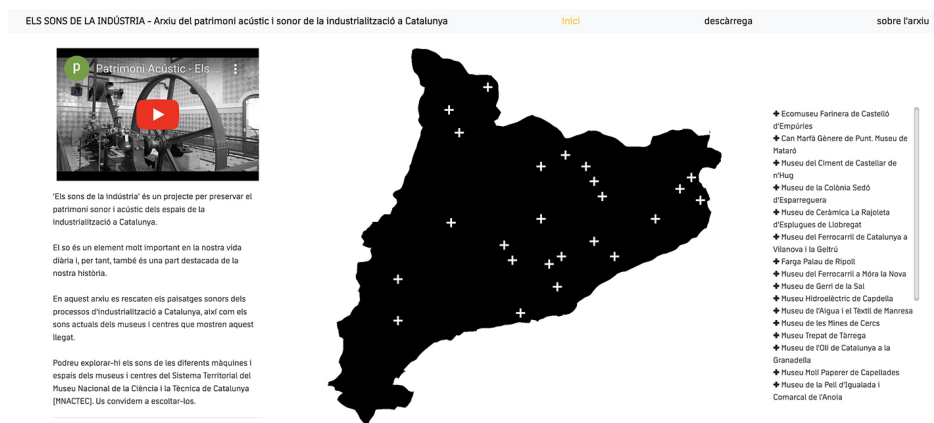 ELS SONS DE LA INDÚSTRIA - Arxiu del patrimoni acústic i sonor de la industrialització a Catalunya
inici
descàrrega
sobre l'arxiu
p
Patrimoni Acústic - Els ...
'Els sons de la indústria' és un projecte per preservar el
patrimoni sonor i acústic dels espais de la
industrialització a Catalunya.
El so és un element molt important en la nostra vida
diària i, per tant, també és una part destacada de la
nostra història.
En aquest arxiu es rescaten els paisatges sonors dels
processos d'industrialització a Catalunya, així com els
sons actuals dels museus i centres que mostren aquest
llegat.
Podreu explorar-hi els sons de les diferents màquines i
espais dels museus i centres del Sistema Territorial del
Museu Nacional de la Ciència i la Tècnica de Catalunya
(MNACTEC). Us convidem a escoltar-los.
Ecomuseu Farinera de Castelló
d'Empúries
Can Marfà Gènere de Punt. Museu de
Mataró
Museu del Ciment de Castellar de
n'Hug
Museu de la Colònia Sedó
d'Esparreguera
Museu de Ceràmica La Rajoleta
d'Esplugues de Llobregat
Museu del Ferrocarril de Catalunya a
Vilanova i la Geltrú
Farga Palau de Ripoll
Museu del Ferrocarril a Móra la Nova
Museu de Gerri de la Sal
Museu Hidroelèctric de Capdella
Museu de l'Aigua i el Tèxtil de Manresa
Museu de les Mines de Cercs
Museu Trepat de Tàrrega
Museu de l'Oli de Catalunya a la
Granadella
Museu Molí Paperer de Capellades
Museu de la Pell d'Igualada i
Comarcal de l'Anoia